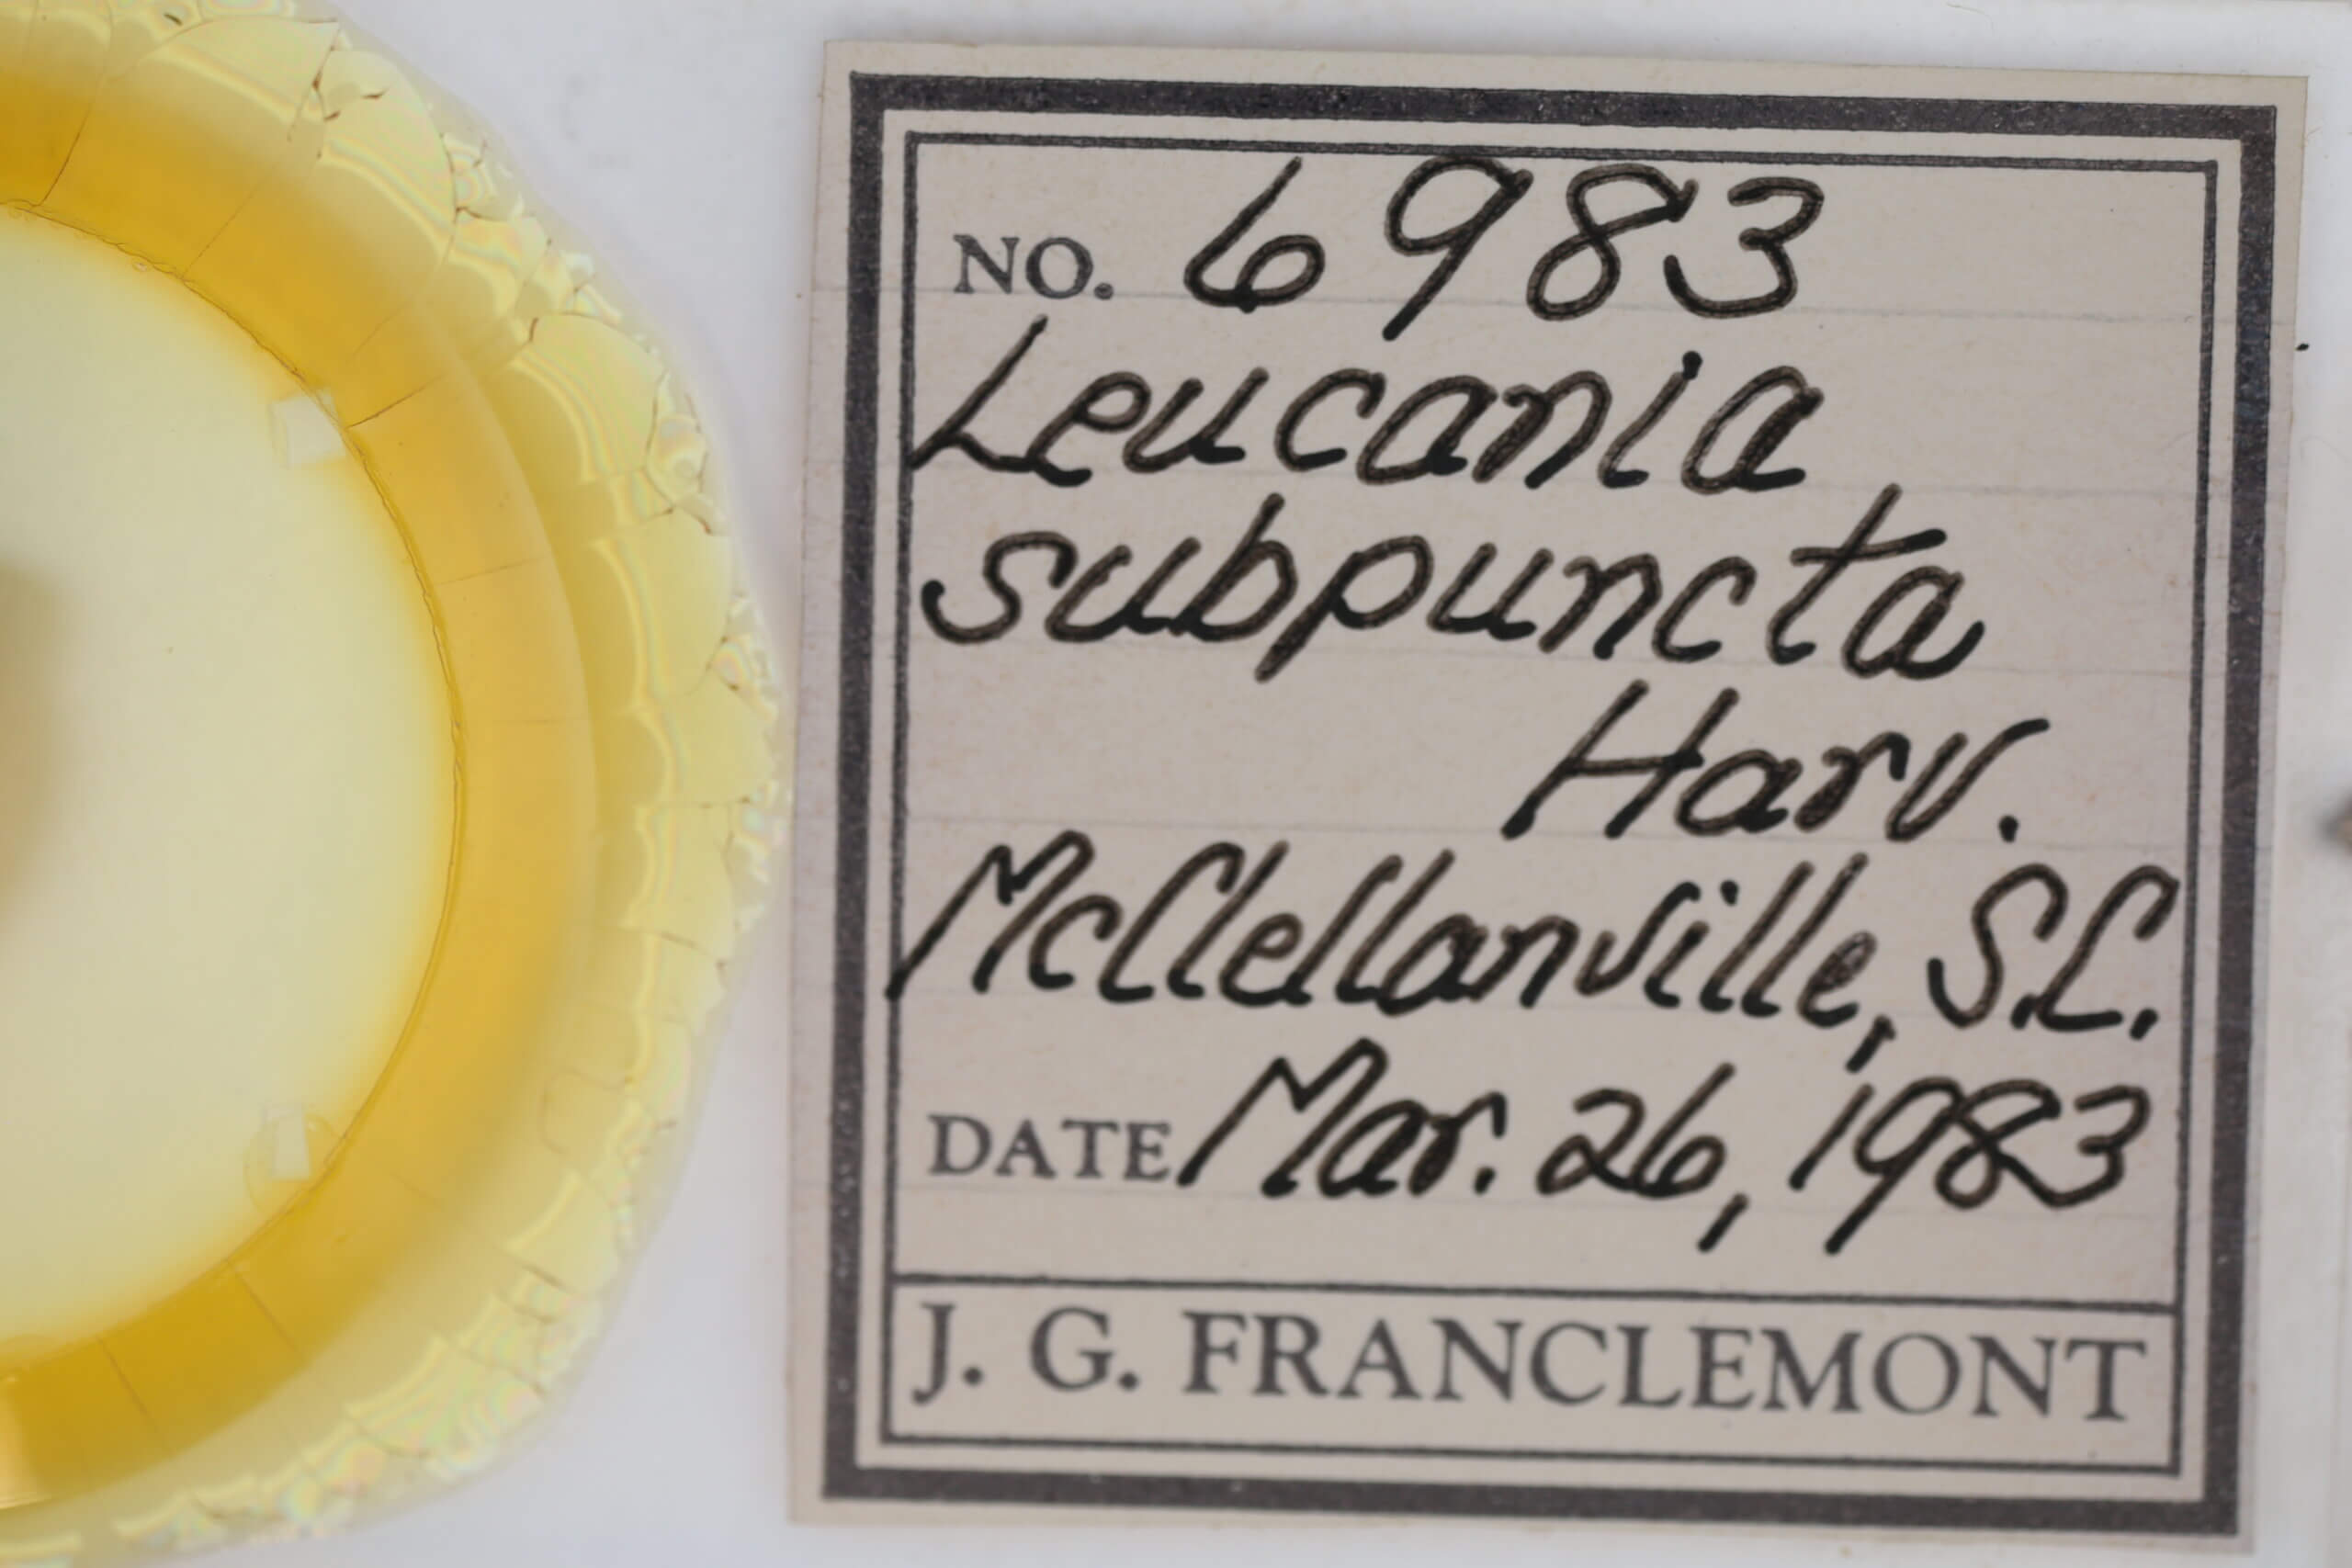 NO. 6983
Leucania
subpuncta
Harv.
McClellanville, S.C.
DATE Mar. 26, 1983
J. G. FRANCLEMONT